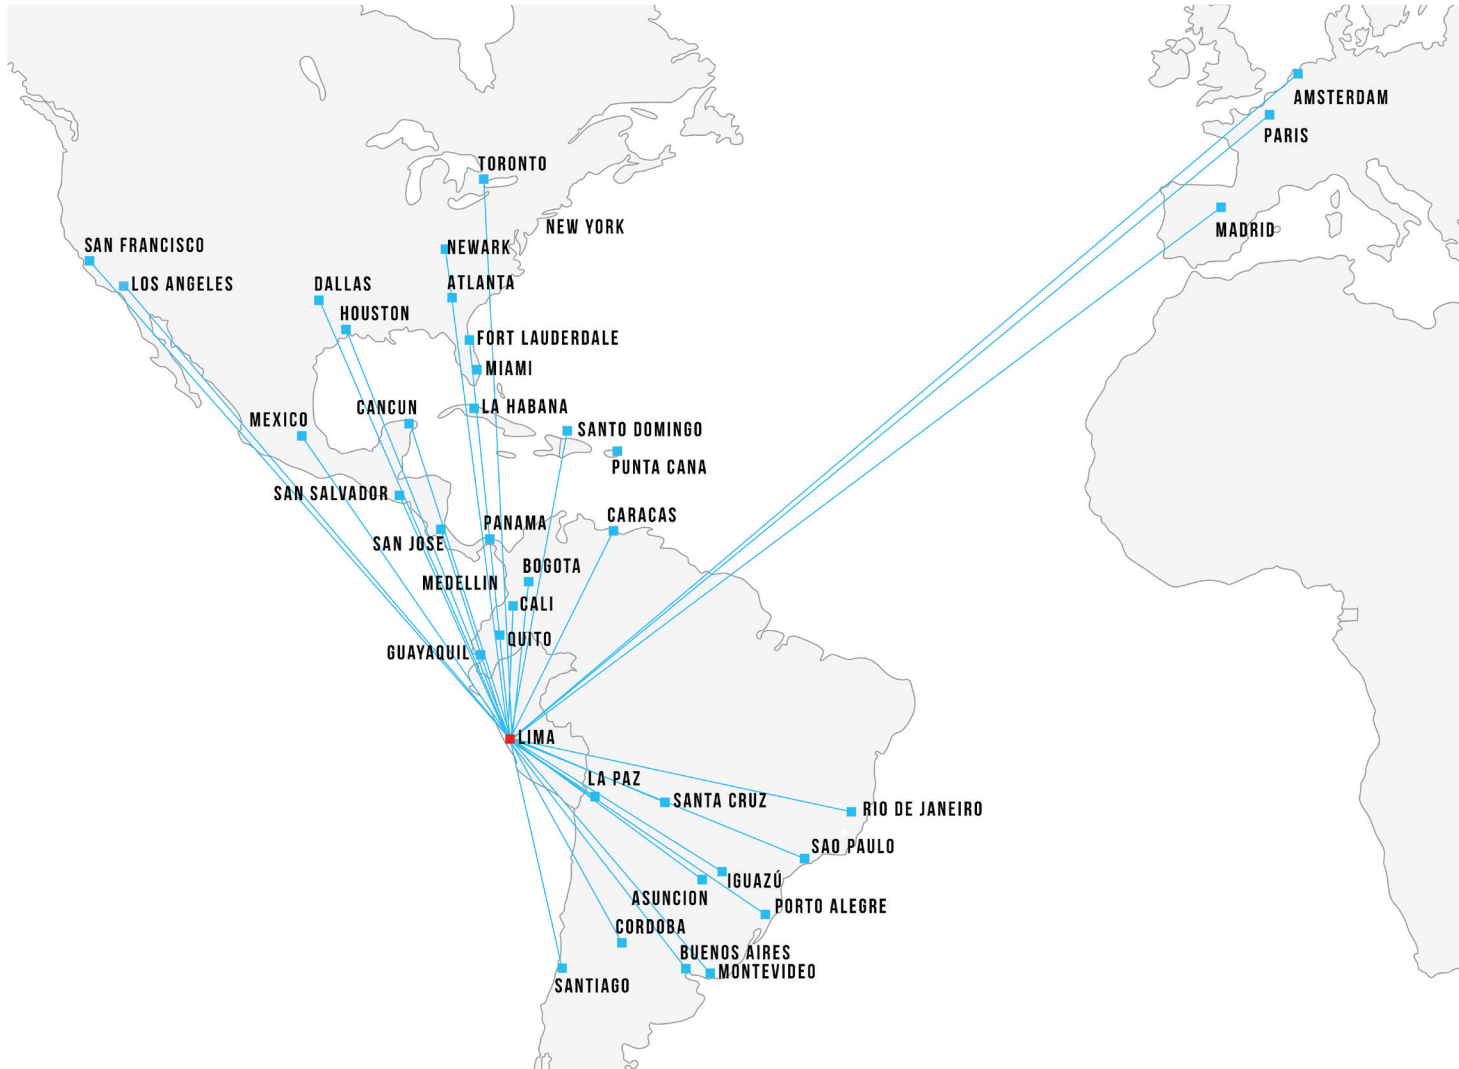 AMSTERDAM
PARIS
TORONTO
NEW YORK
MADRID
SAN FRANCISCO
NEWARK
LOS ANGELES
DALLAS
ATLANTA
HOUSTON
FORT LAUDERDALE
MIAMI
CANCUN
LA HABANA
MEXICO
SANTO DOMINGO
PUNTA CANA
SAN SALVADOR
CARACAS
PANAMA
SAN JOSE
BOGOTA
MEDELLIN
CALI
QUITO
GUAYAQUIL
LIMA
LA PAZ
SANTA CRUZ
RIO DE JANEIRO
SAO PAULO
IGUAZÚ
ASUNCION
PORTO ALEGRE
CORDOBA
BUENOS AIRES
MONTEVIDEO
SANTIAGO